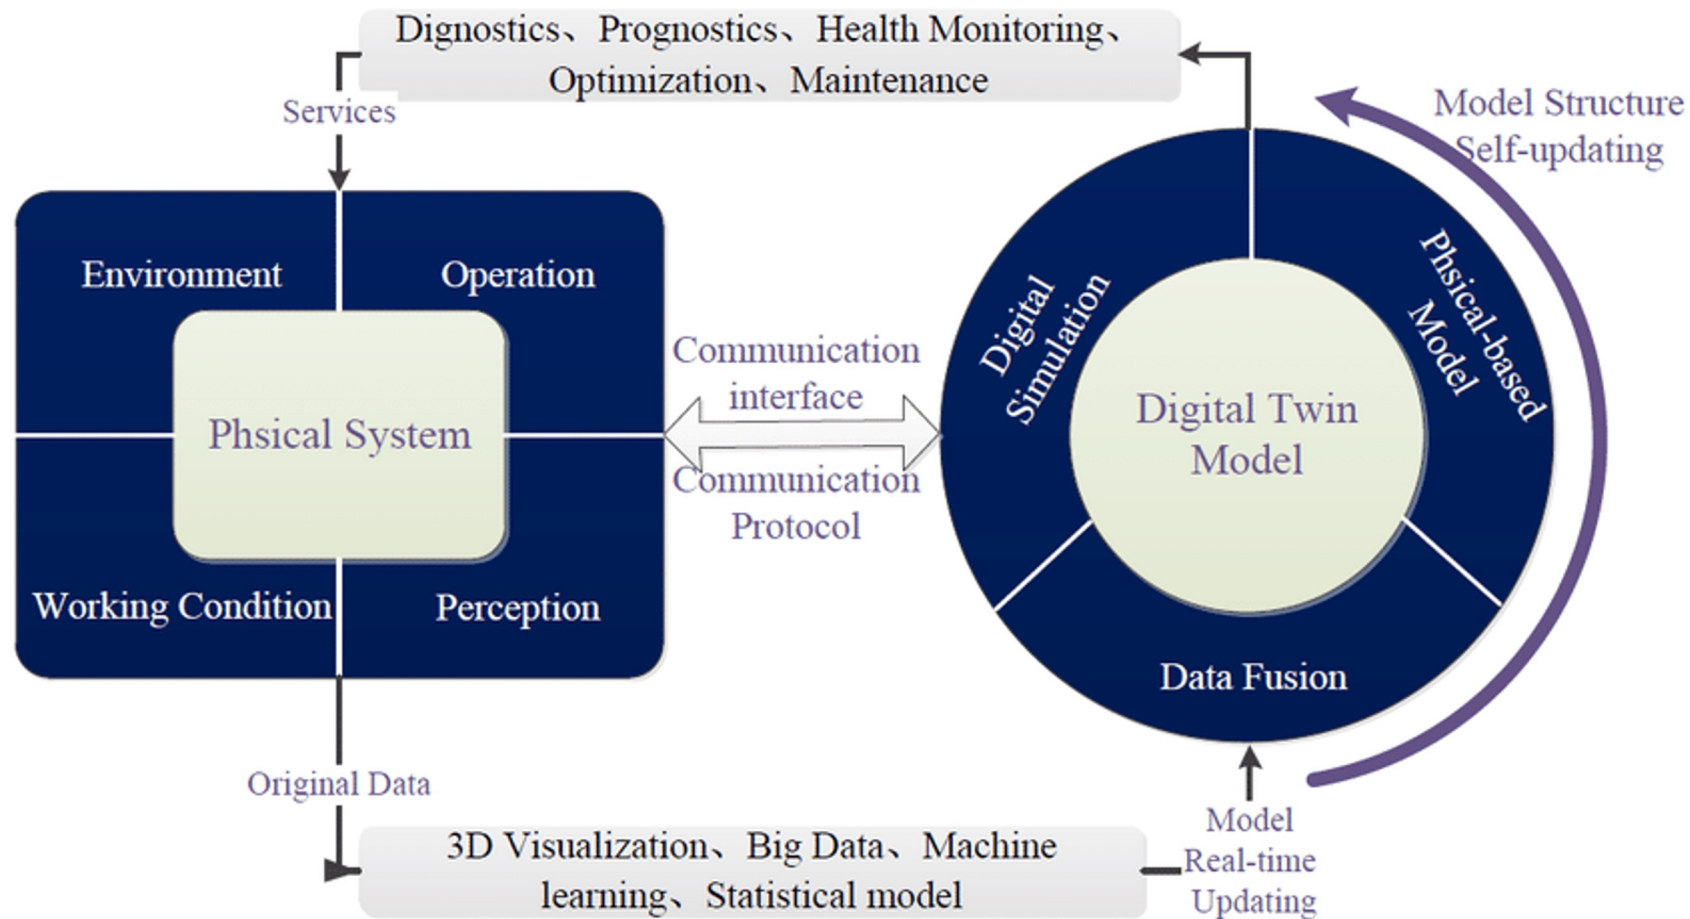 Dignostics、Prognostics、Health Monitoring、
Optimization、Maintenance
Services
Model Structure
Self-updating
Environment
Operation
Phsical System
Working Condition
Perception
Communication
interface
Communication
Protocol
Digital
Simulation
Phsical-based
Model
Digital Twin
Model
Data Fusion
Original Data
3D Visualization、Big Data、Machine
learning、Statistical model
Model
Real-time
Updating